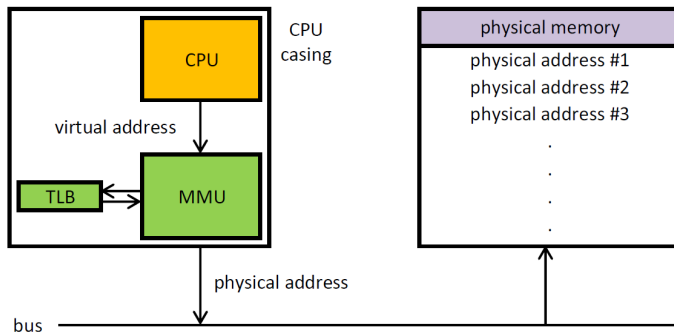 CPU
casing
CPU
virtual address
TLB
MMU
physical address
bus
physical memory
physical address #1
physical address #2
physical address #3
.
.
.
.